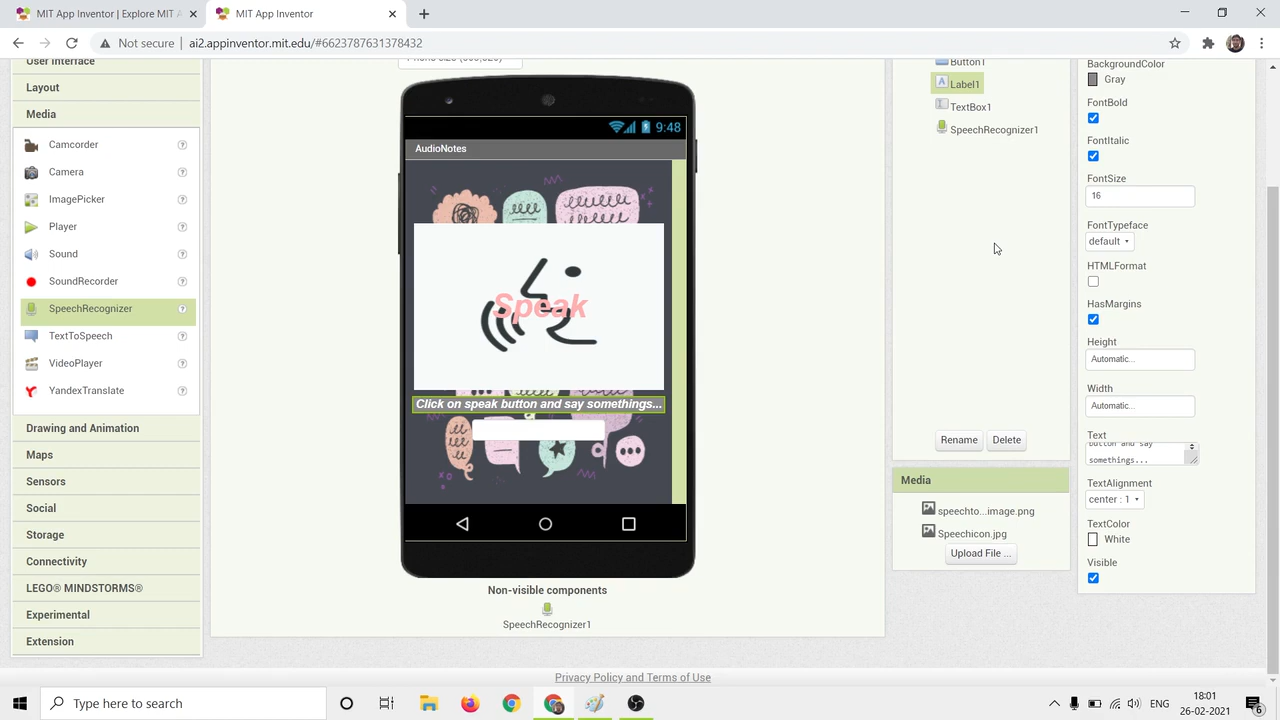 MIT App Inventor | Explore MIT A
MIT App Inventor
Not secure
ai2.appinventor.mit.edu/#6623787631378432
User Interface
Layout
Media
Camcorder
Camera
ImagePicker
Player
Sound
SoundRecorder
SpeechRecognizer
TextToSpeech
VideoPlayer
YandexTranslate
Drawing and Animation
Maps
Sensors
Social
Storage
Connectivity
LEGO® MINDSTORMS®
Experimental
Extension
9:48
AudioNotes
Speak
Click on speak button and say somethings...
Non-visible components
SpeechRecognizer1
Button1
Label1
TextBox1
SpeechRecognizer1
Rename
Delete
Media
speechto...image.png
Speechicon.jpg
Upload File ...
BackgroundColor
Gray
FontBold
FontItalic
FontSize
16
FontTypeface
default
HTMLFormat
HasMargins
Height
Automatic...
Width
Automatic...
Text
button and say
somethings...
TextAlignment
center : 1
TextColor
White
Visible
Privacy Policy and Terms of Use
Type here to search
ENG
18:01
26-02-2021
6